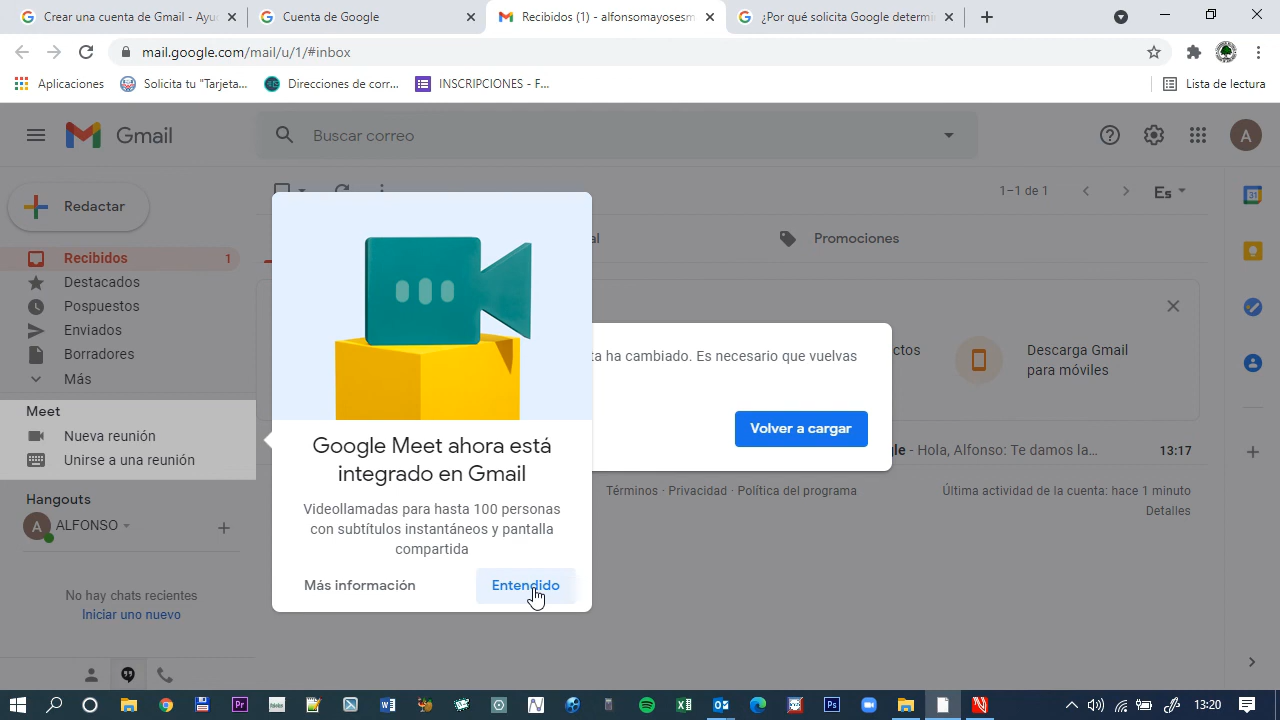 Crear una cuenta de Gmail - Ayu
Cuenta de Google
Recibidos (1) - alfonsomayosesm
¿Por qué solicita Google determi
mail.google.com/mail/u/1/#inbox
Aplicaciones
Solicita tu "Tarjeta...
Direcciones de corr...
INSCRIPCIONES - F...
Lista de lectura
Gmail
Buscar correo
A
Redactar
1–1 de 1
Es
al
Promociones
Recibidos
1
Destacados
Pospuestos
Enviados
Borradores
Más
Meet
Nueva reunión
Unirse a una reunión
Hangouts
A
ALFONSO
No hay chats recientes
Iniciar uno nuevo
Google Meet ahora está
integrado en Gmail
Videollamadas para hasta 100 personas
con subtítulos instantáneos y pantalla
compartida
Más información
Entendido
ta ha cambiado. Es necesario que vuelvas
Volver a cargar
ctos
Descarga Gmail
para móviles
le - Hola, Alfonso: Te damos la...
13:17
Términos · Privacidad · Política del programa
Última actividad de la cuenta: hace 1 minuto
Detalles
31
13:20